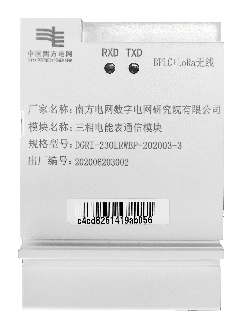 中国南方电网
RXD TXD
BPLC+LoRa无线
厂家名称:南方电网数字电网研究院有限公司
模块名称:三相电能表通信模块
规格型号:DGRI-230LRWBP-202003-3
出厂编号:202006203002
c4cd8261419ab056